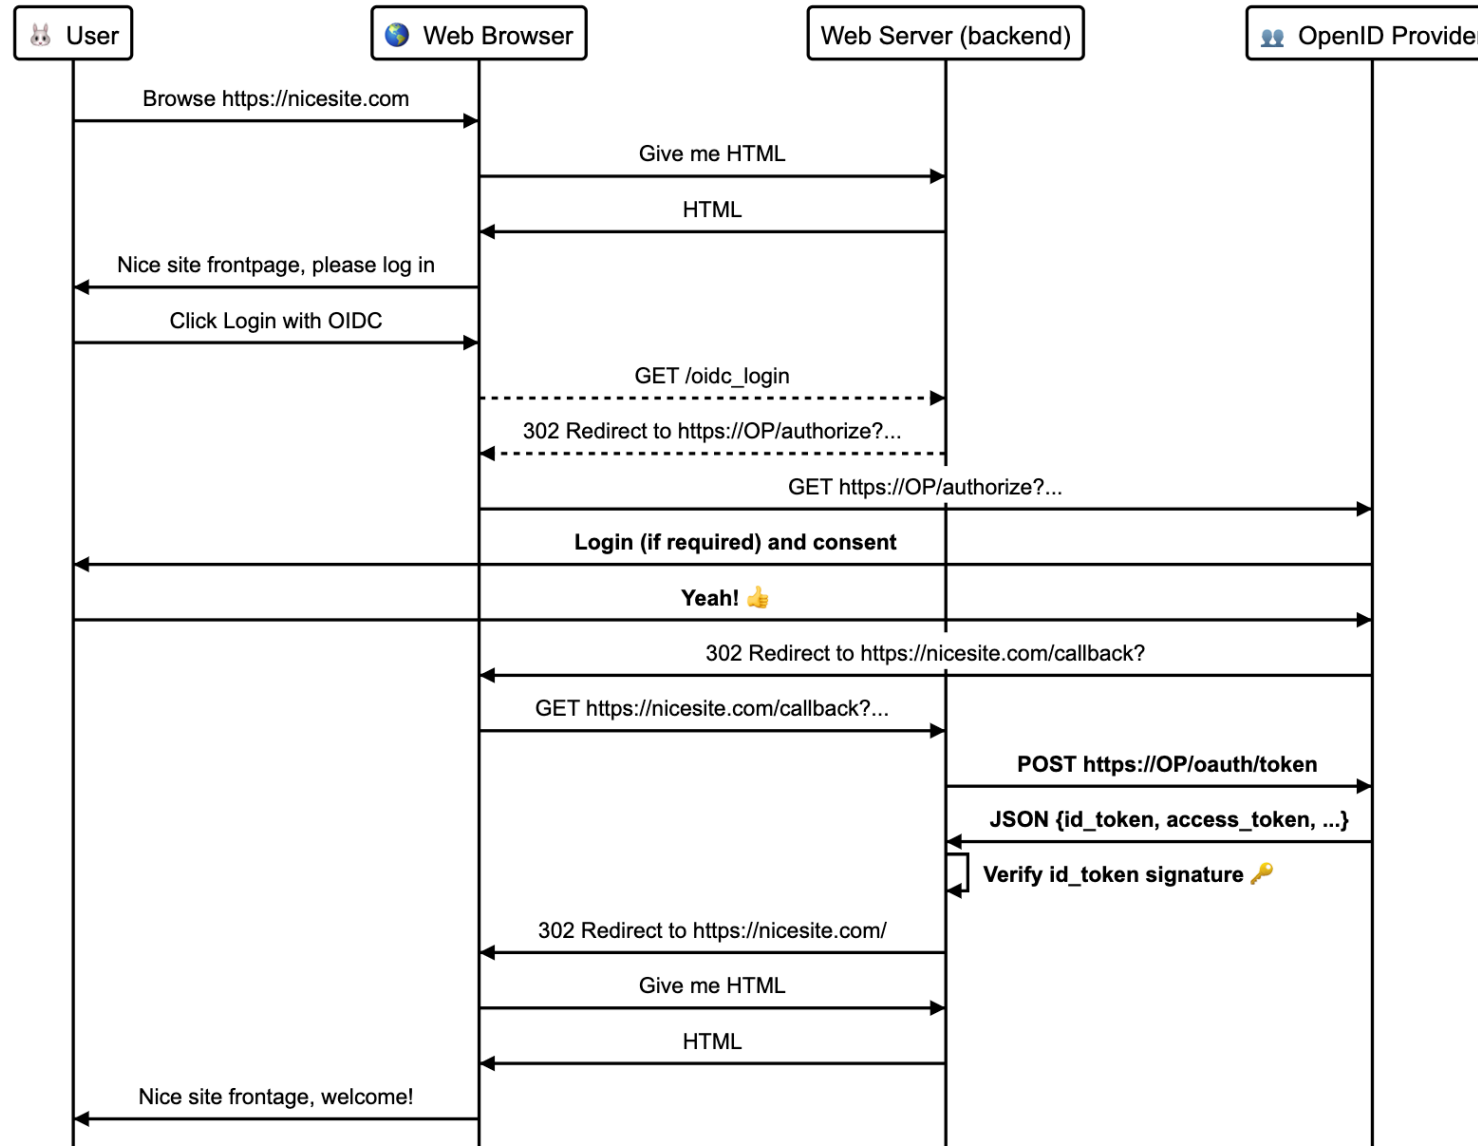 🐰 User
🌎 Web Browser
Web Server (backend)
👥 OpenID Provider
Browse https://nicesite.com
Give me HTML
HTML
Nice site frontpage, please log in
Click Login with OIDC
GET /oidc_login
302 Redirect to https://OP/authorize?...
GET https://OP/authorize?...
Login (if required) and consent
Yeah! 👍
302 Redirect to https://nicesite.com/callback?
GET https://nicesite.com/callback?...
POST https://OP/oauth/token
JSON {id_token, access_token, ...}
Verify id_token signature 🔑
302 Redirect to https://nicesite.com/
Give me HTML
HTML
Nice site frontage, welcome!